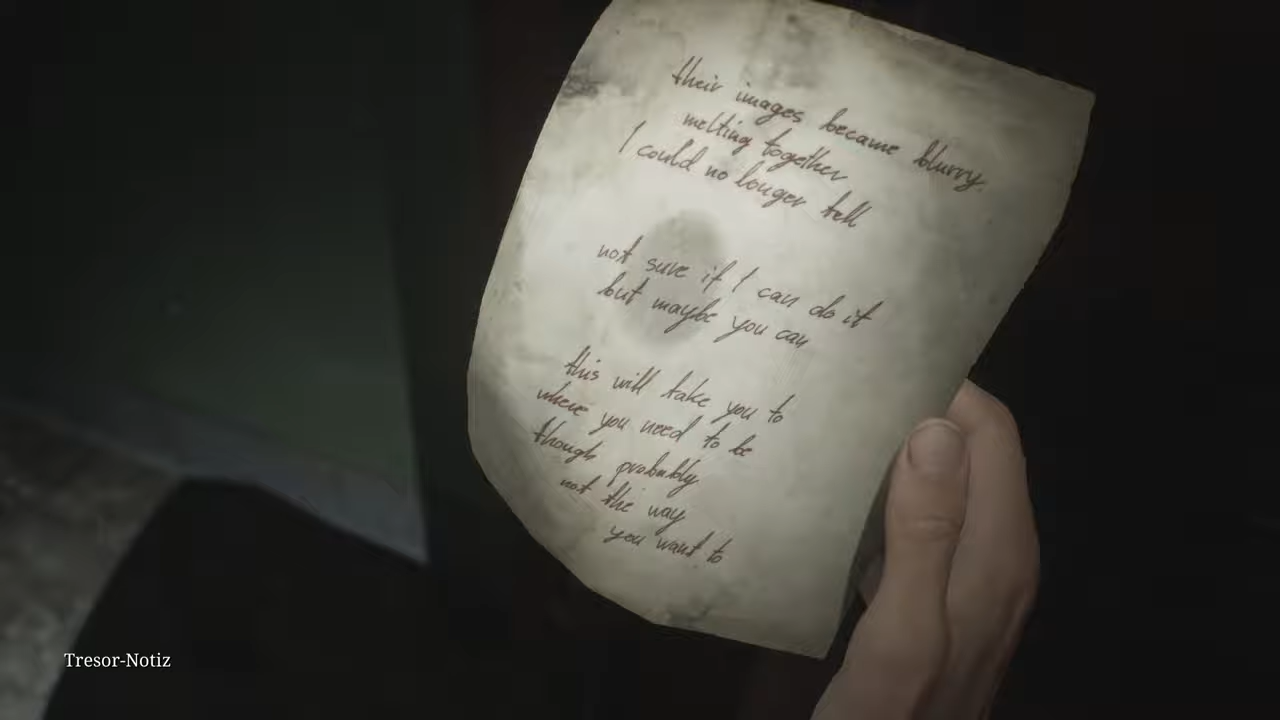 their images became blurry.
melting together
I could no longer tell
not sure if I can do it
but maybe you can
this will take you to
where you need to be
though probably
not the way
you want to
Tresor-Notiz